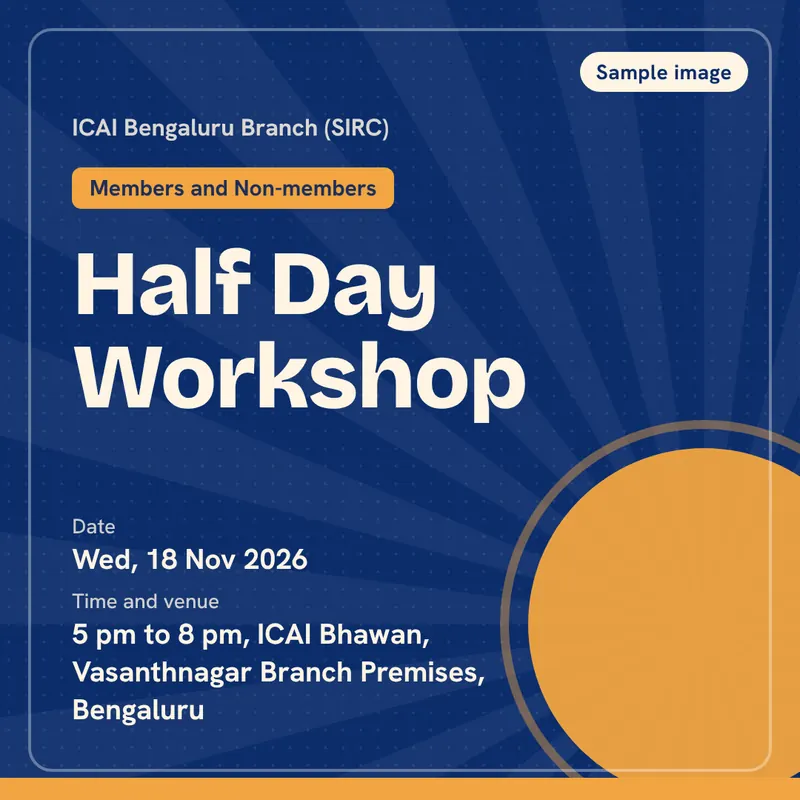 Sample image
ICAI Bengaluru Branch (SIRC)
Members and Non-members
Half Day
Workshop
Date
Wed, 18 Nov 2026
Time and venue
5 pm to 8 pm, ICAI Bhawan,
Vasanthnagar Branch Premises,
Bengaluru